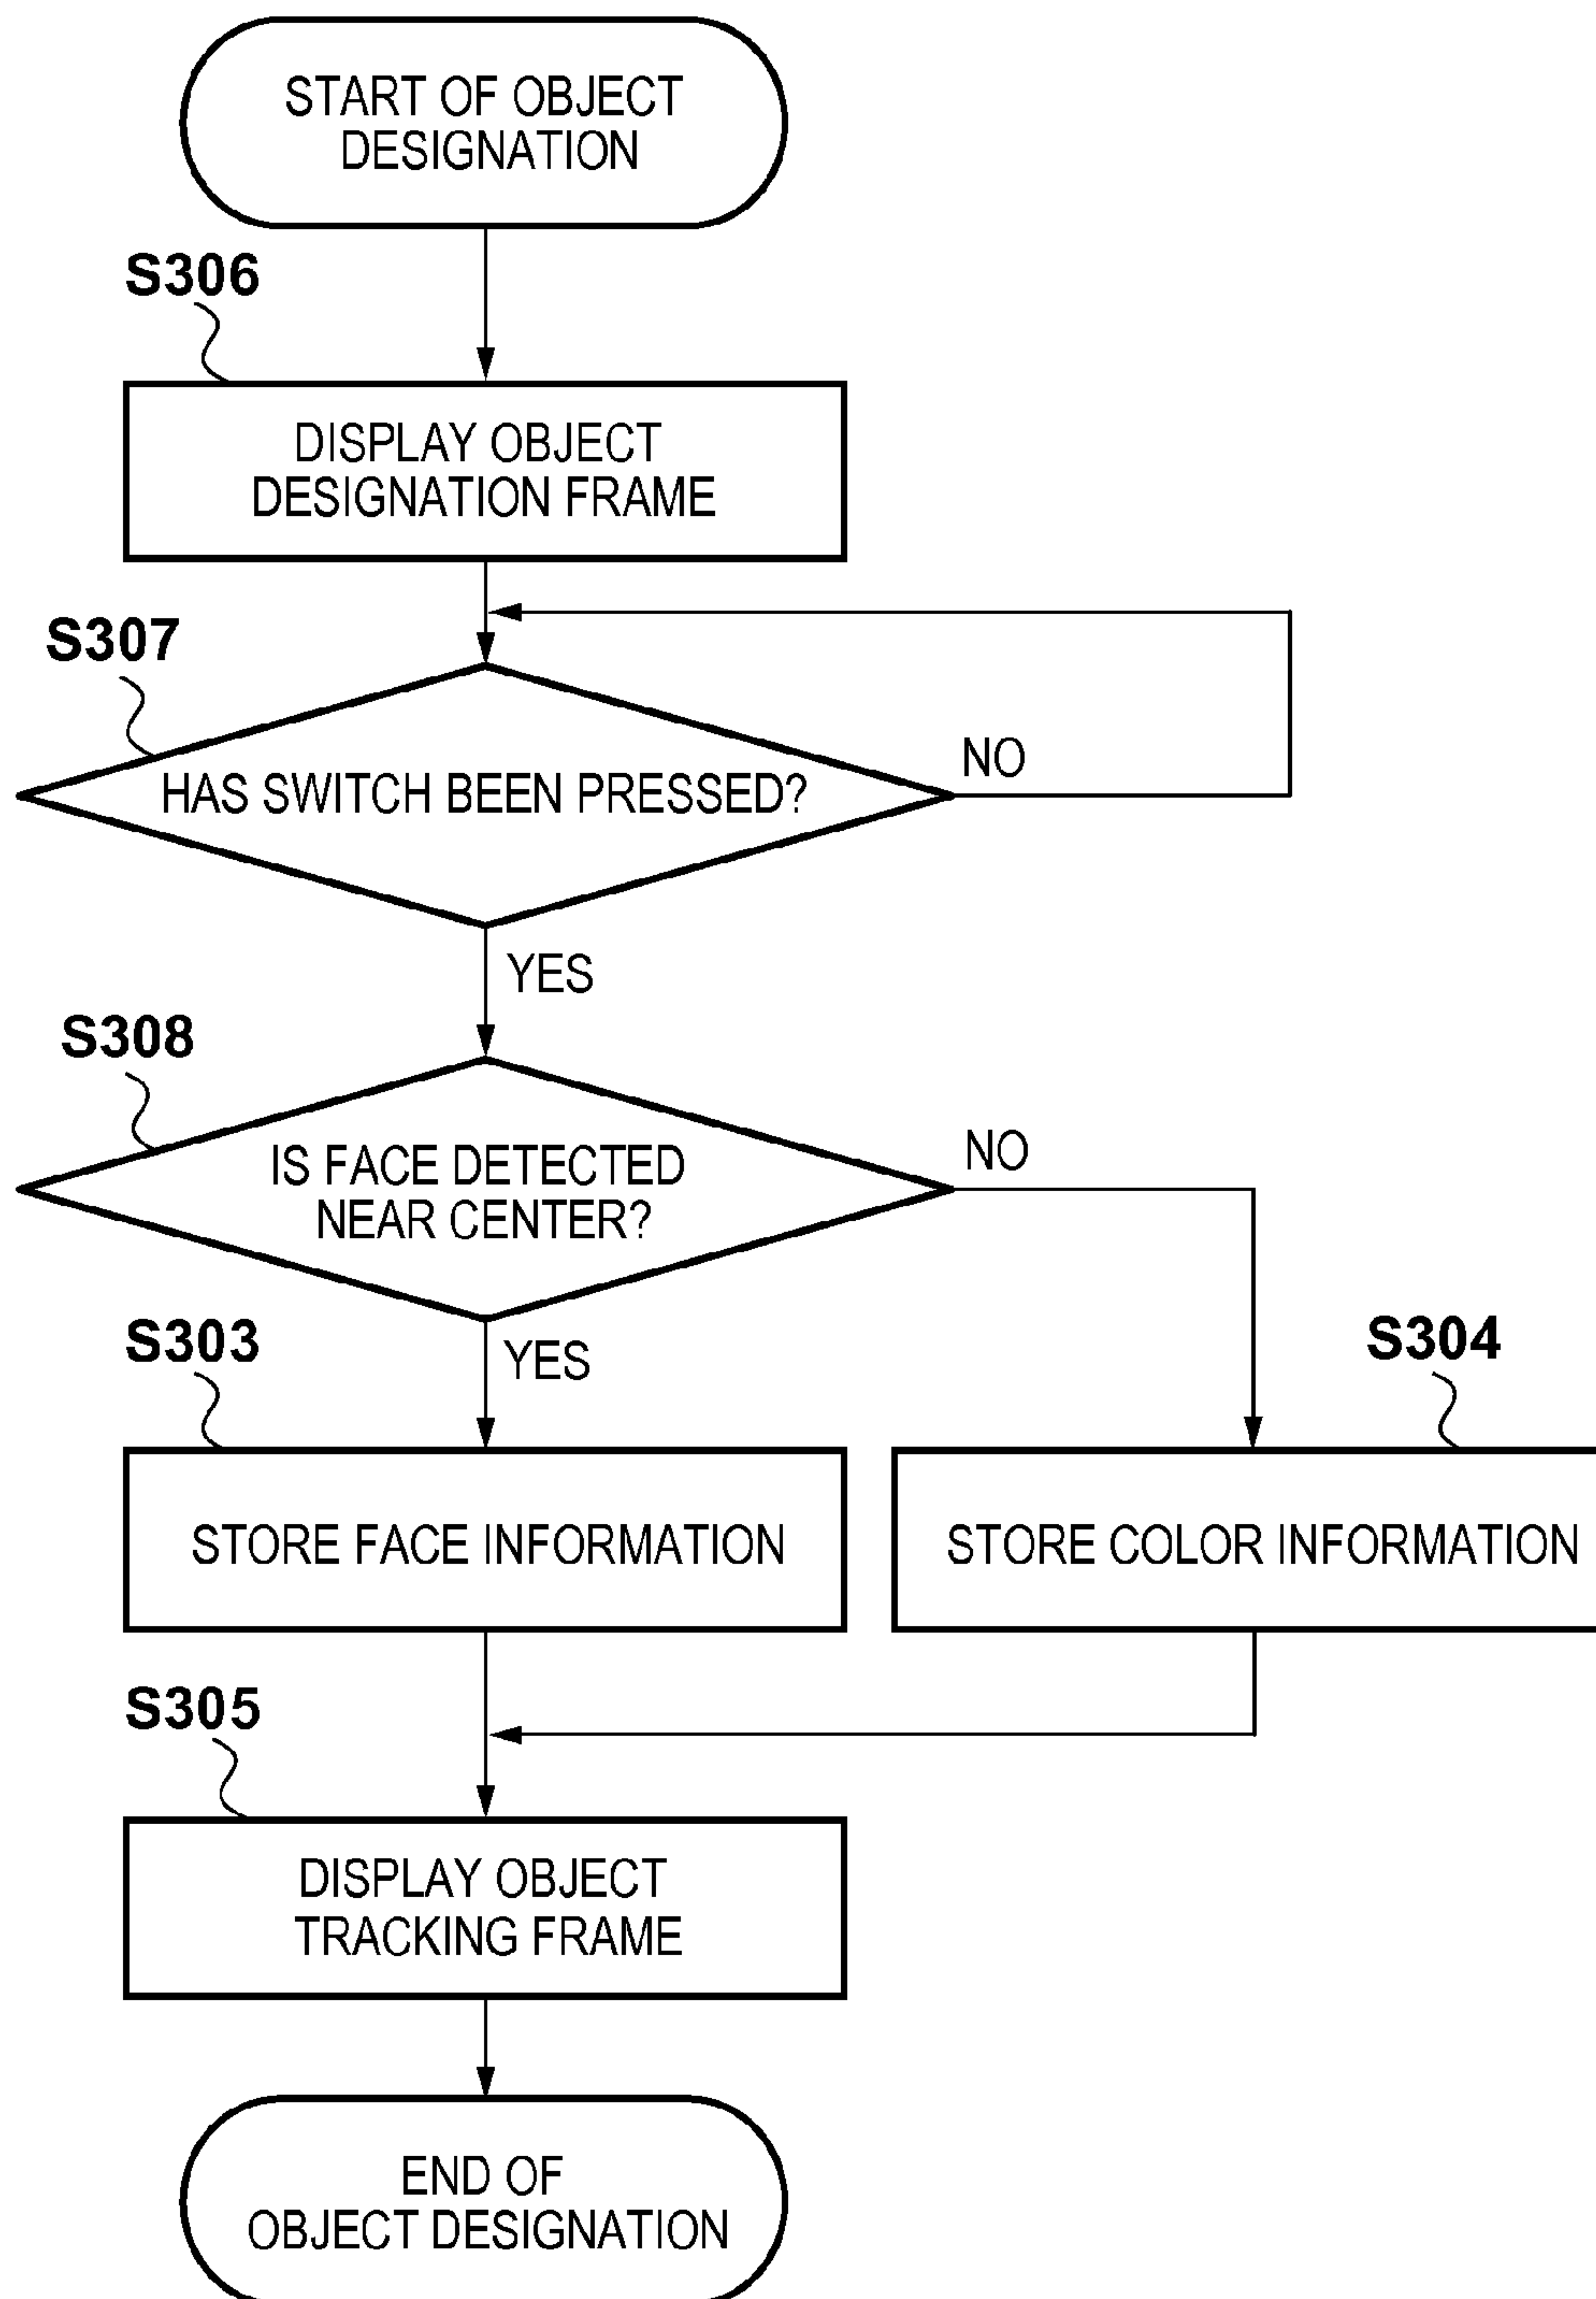 START OF OBJECT
DESIGNATION
S306
DISPLAY OBJECT
DESIGNATION FRAME
S307
HAS SWITCH BEEN PRESSED?
NO
YES
S308
IS FACE DETECTED
NEAR CENTER?
NO
YES
S303
STORE FACE INFORMATION
S304
STORE COLOR INFORMATION
S305
DISPLAY OBJECT
TRACKING FRAME
END OF
OBJECT DESIGNATION